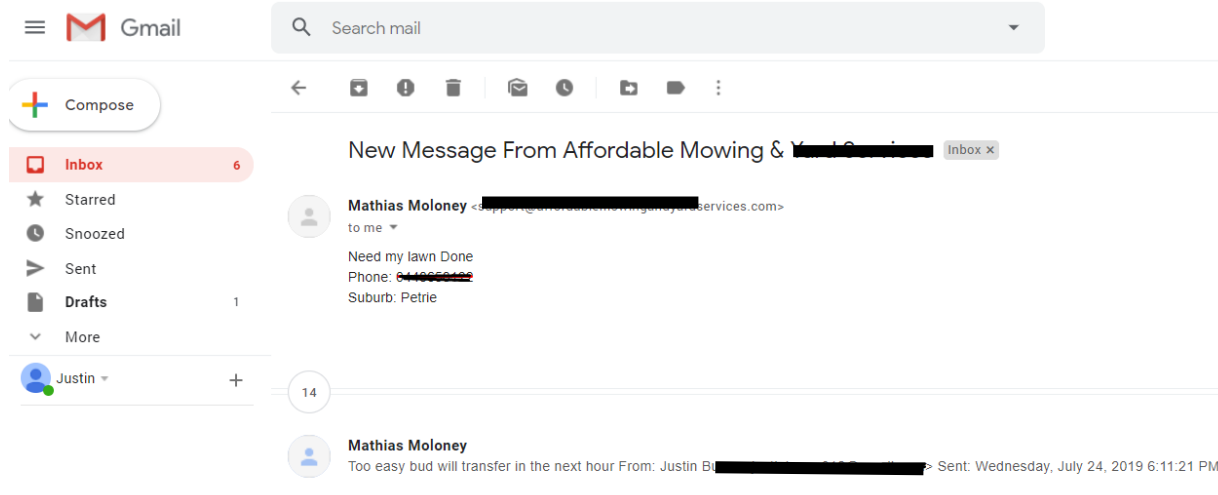 Gmail
Search mail
Compose
New Message From Affordable Mowing & Inbox ×
Inbox 6
Starred
Mathias Moloney services.com>
Snoozed
to me
Sent
Need my lawn Done
Drafts 1
Phone:
Suburb: Petrie
More
Justin +
14
Mathias Moloney
Too easy bud will transfer in the next hour From: Justin > Sent: Wednesday, July 24, 2019 6:11:21 PM